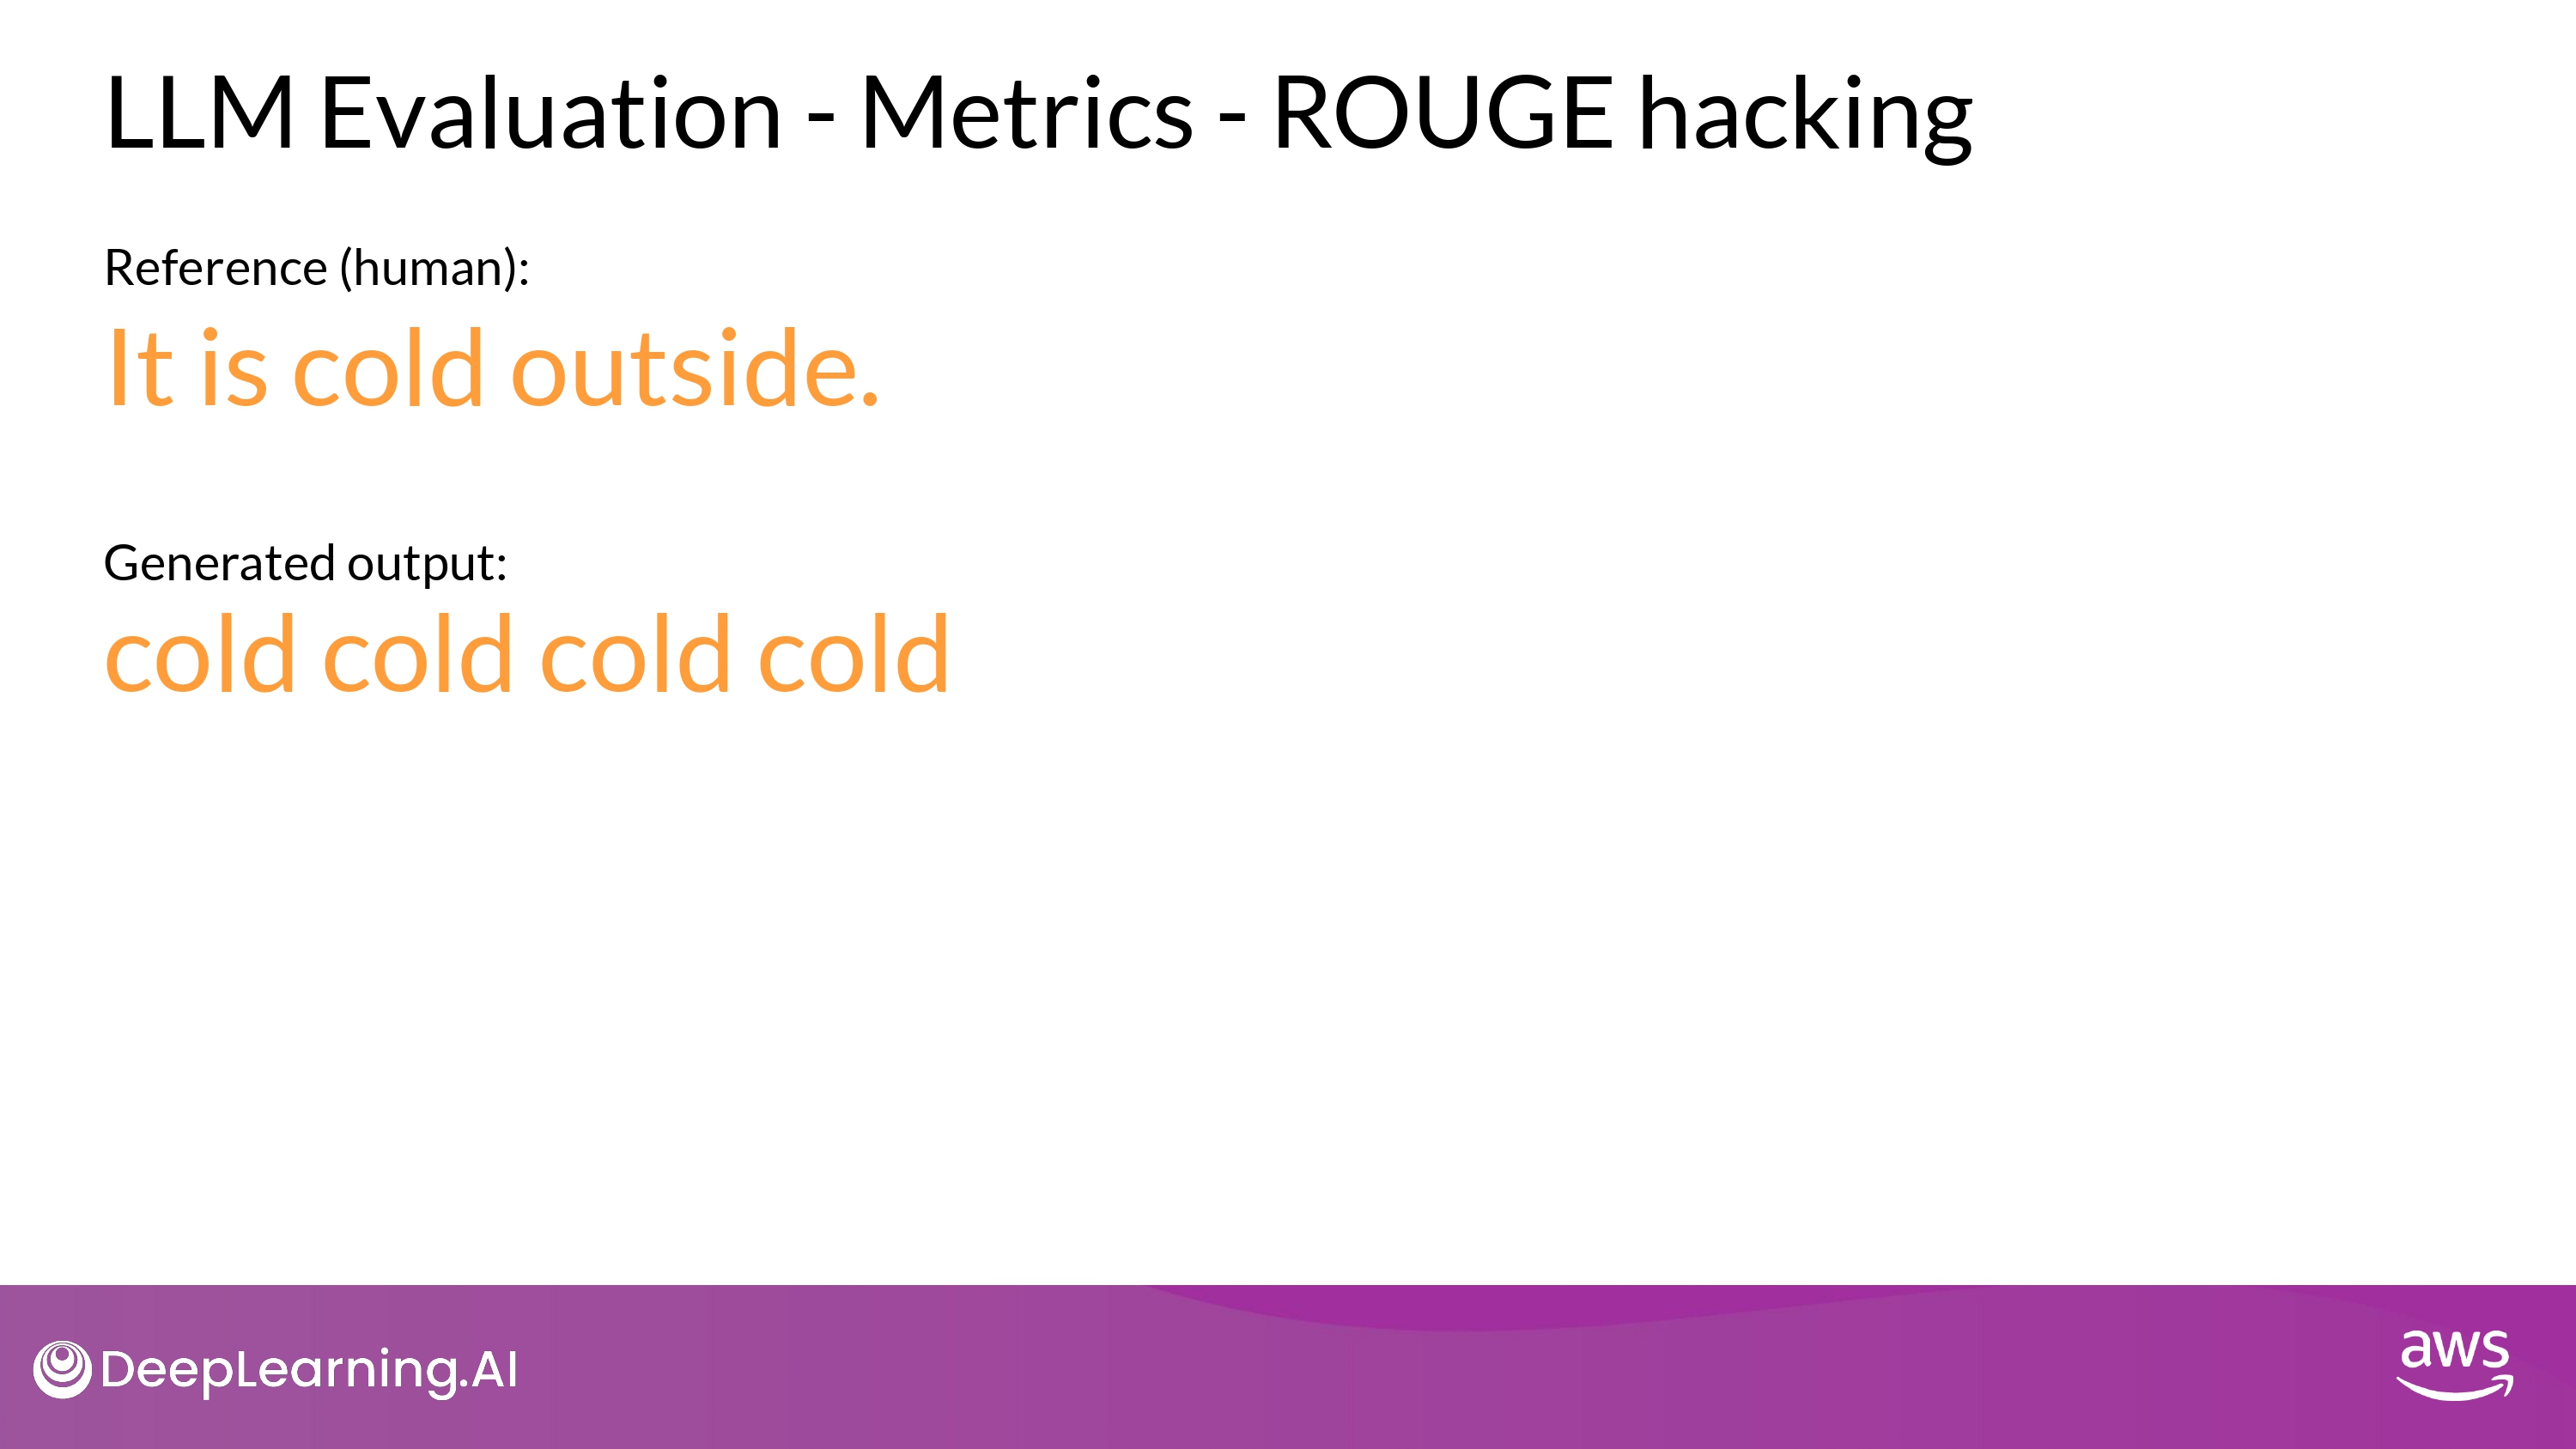 LLM Evaluation - Metrics - ROUGE hacking
Reference (human):
It is cold outside.
Generated output:
cold cold cold cold
DeepLearning.AI
aws